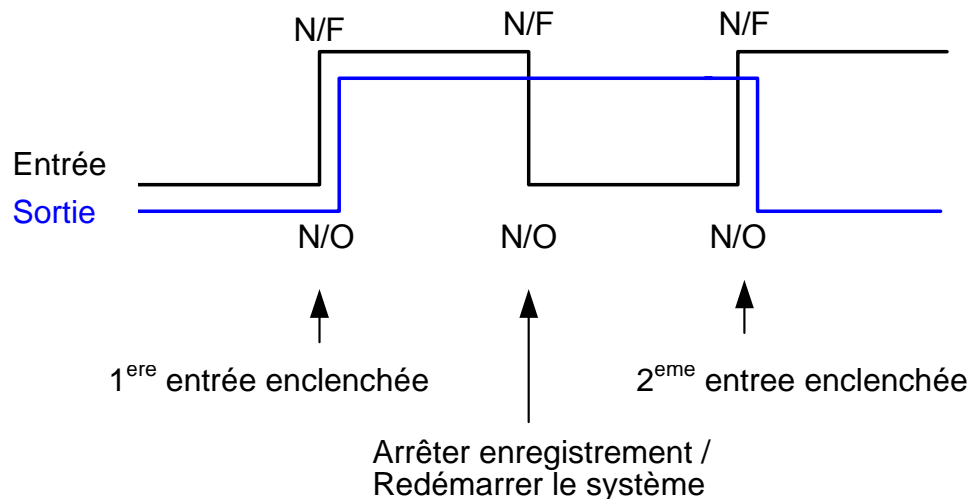 N/F N/F N/F
Entrée
Sortie
N/O N/O N/O
1ere entrée enclenchée 2eme entree enclenchée
Arrêter enregistrement /
Redémarrer le système